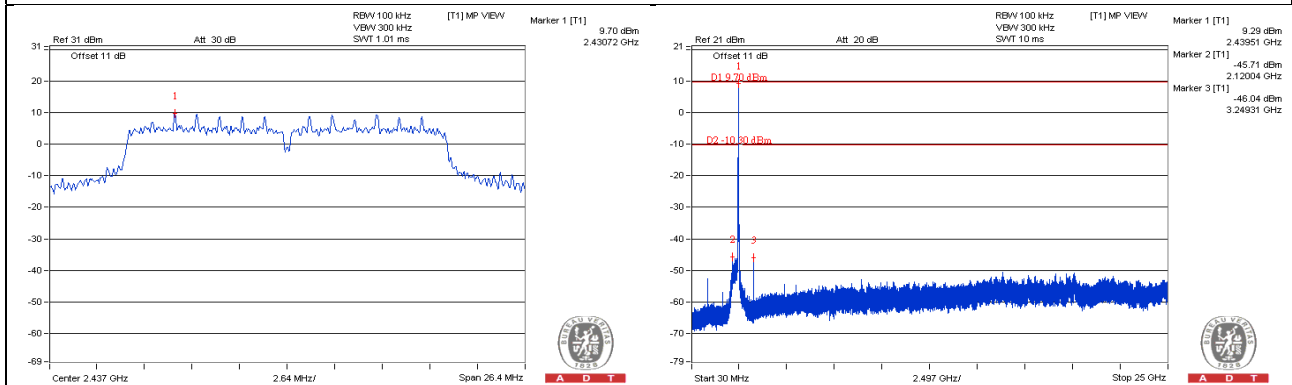 RBW 100 kHz [T1] MP VIEW
VBW 300 kHz
Ref 31 dBm Att 30 dB SWT 1.01 ms
Marker 1 [T1]
9.70 dBm
2.43072 GHz
Offset 11 dB
1
31
20
10
0
-10
-20
-30
-40
-50
-60
-69
Center 2.437 GHz 2.64 MHz/ Span 26.4 MHz
BUREAU VERITAS
1828
A D T
RBW 100 kHz [T1] MP VIEW
VBW 300 kHz
Ref 21 dBm Att 20 dB SWT 10 ms
Marker 1 [T1]
9.29 dBm
2.43951 GHz
Marker 2 [T1]
-45.71 dBm
2.12004 GHz
Marker 3 [T1]
-46.04 dBm
3.24931 GHz
Offset 11 dB
1
D1 9.70 dBm
D2 -10.30 dBm
2 3
21
10
0
-10
-20
-30
-40
-50
-60
-70
-79
Start 30 MHz 2.497 GHz/ Stop 25 GHz
BUREAU VERITAS
1828
A D T